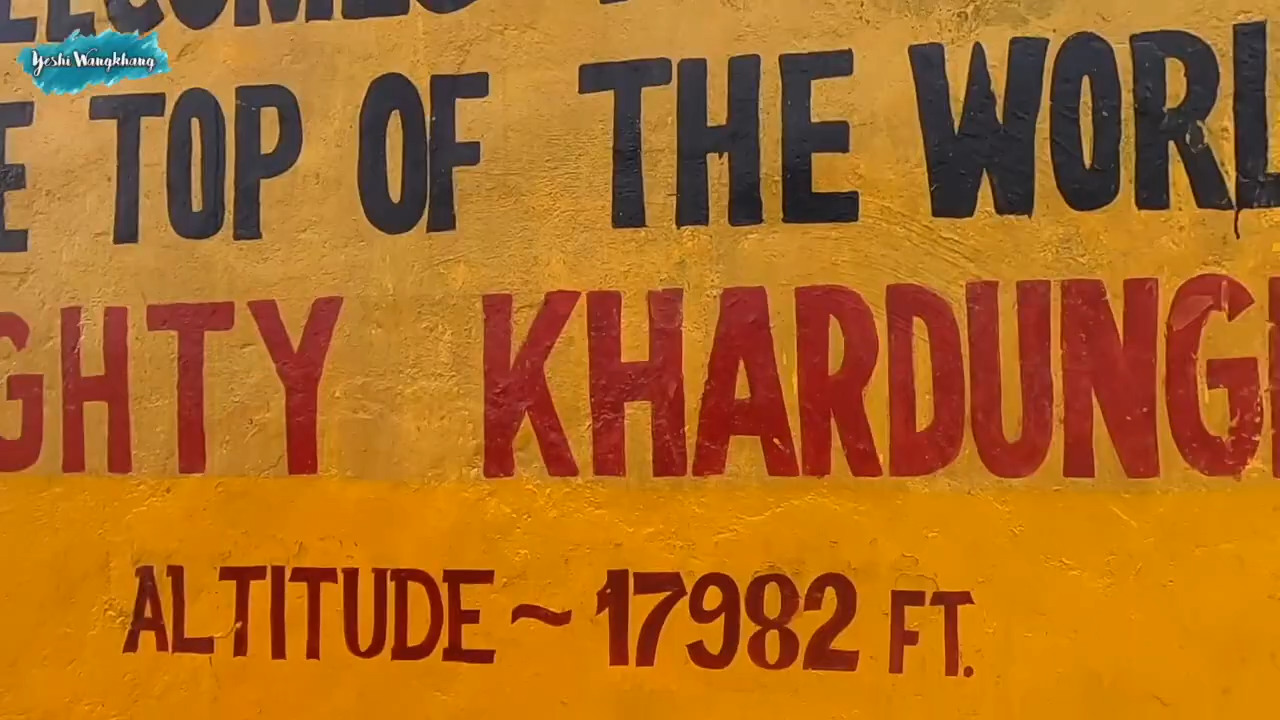 Yeshi Wangkhang
TOP OF THE WORL
GHTY KHARDUNG
ALTITUDE ~ 17982 FT.